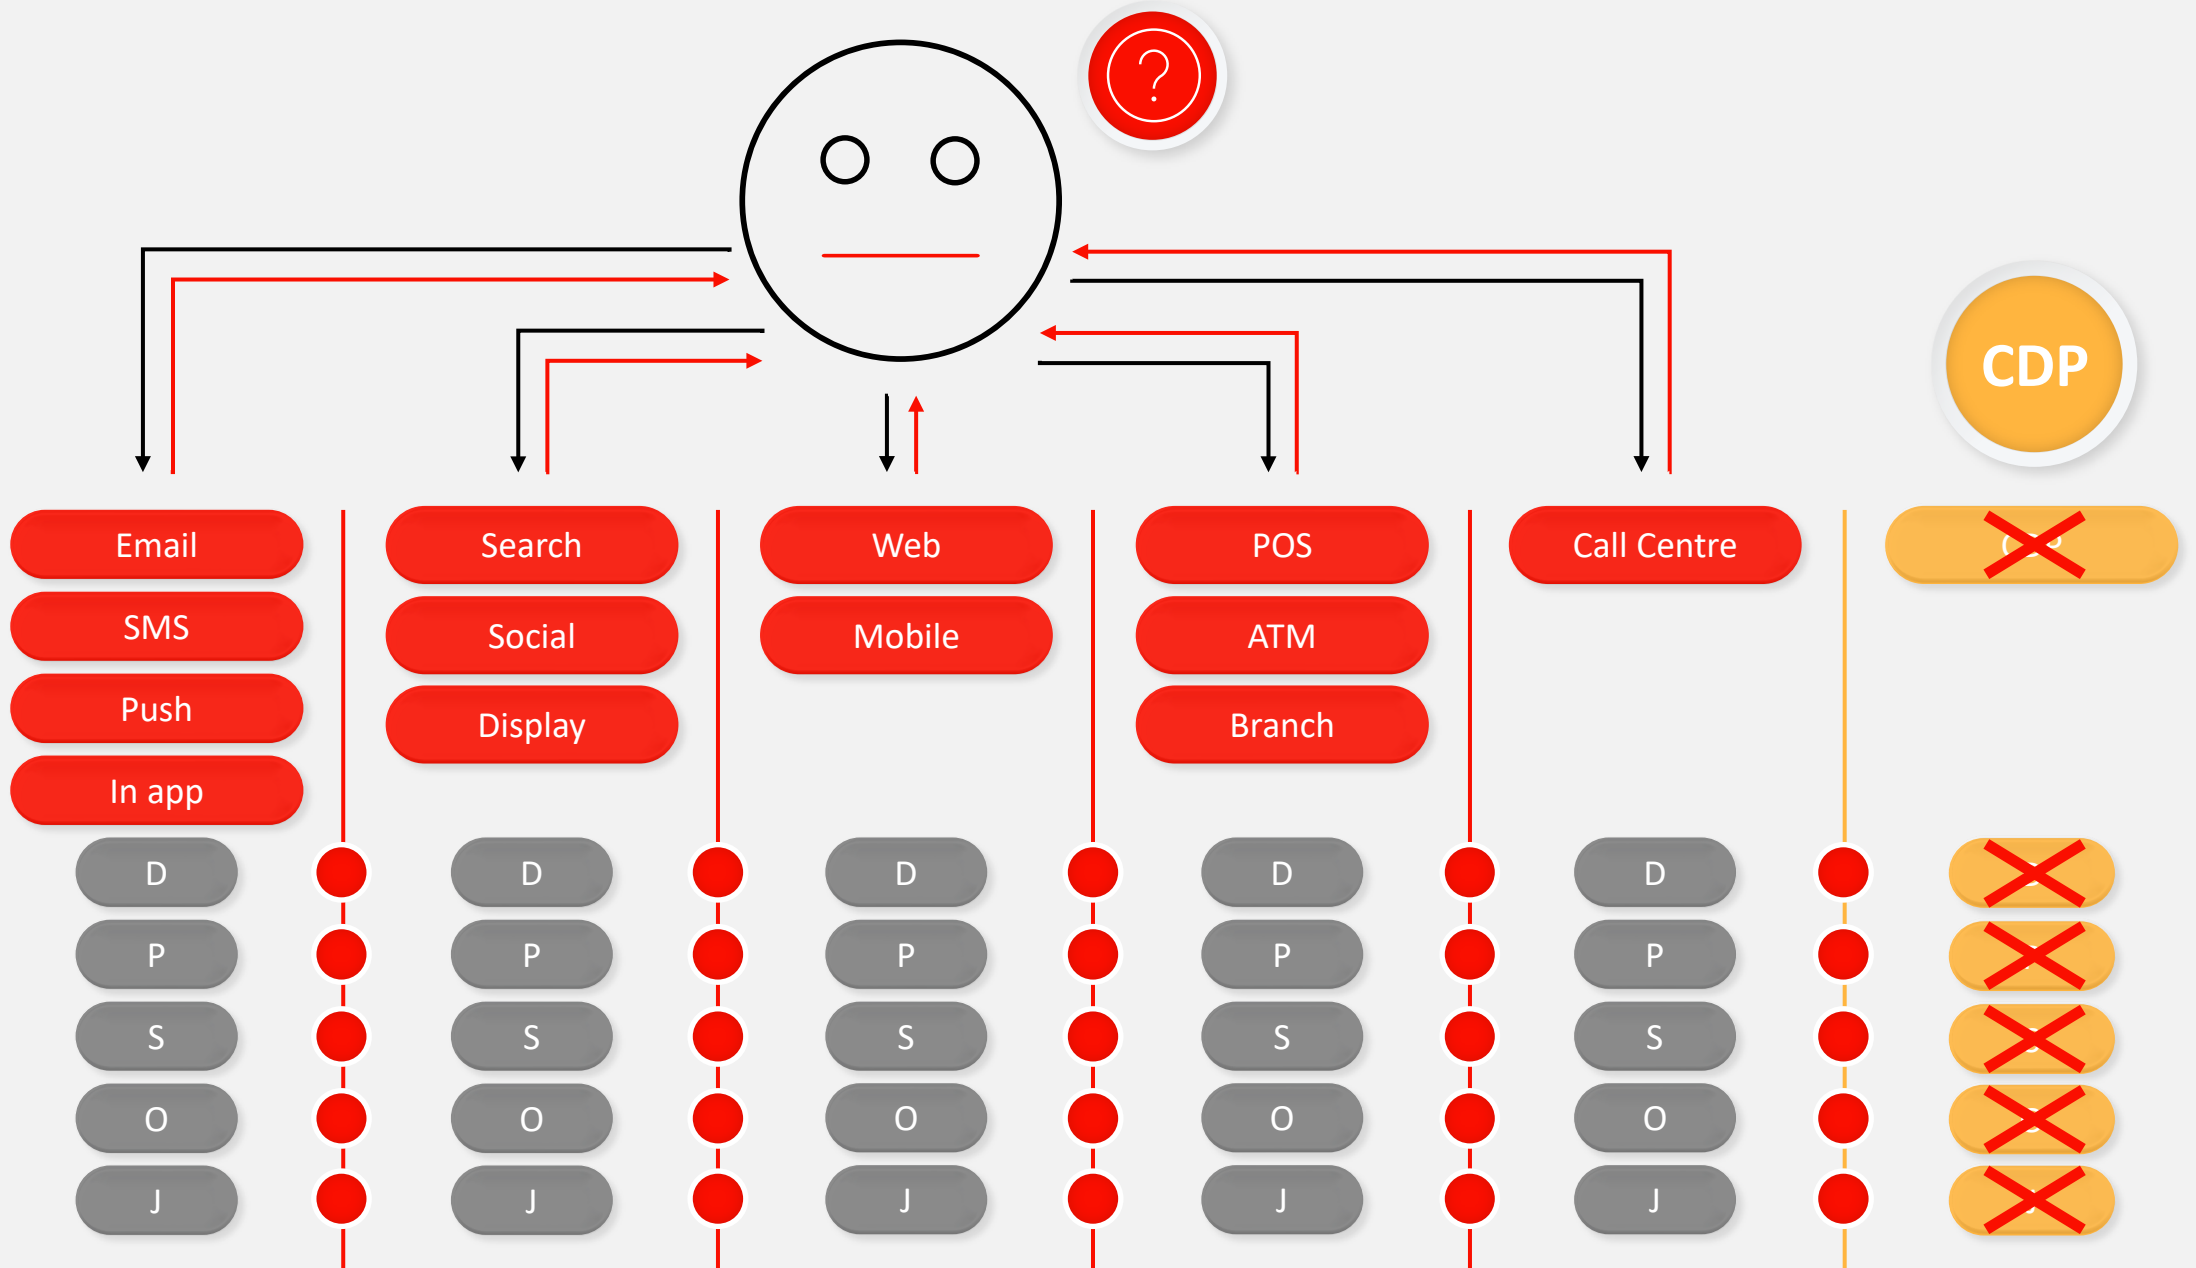 ?
CDP
Email
SMS
Push
In app
Search
Social
Display
Web
Mobile
POS
ATM
Branch
Call Centre
D
D
D
D
D
P
P
P
P
P
S
S
S
S
S
O
O
O
O
O
J
J
J
J
J